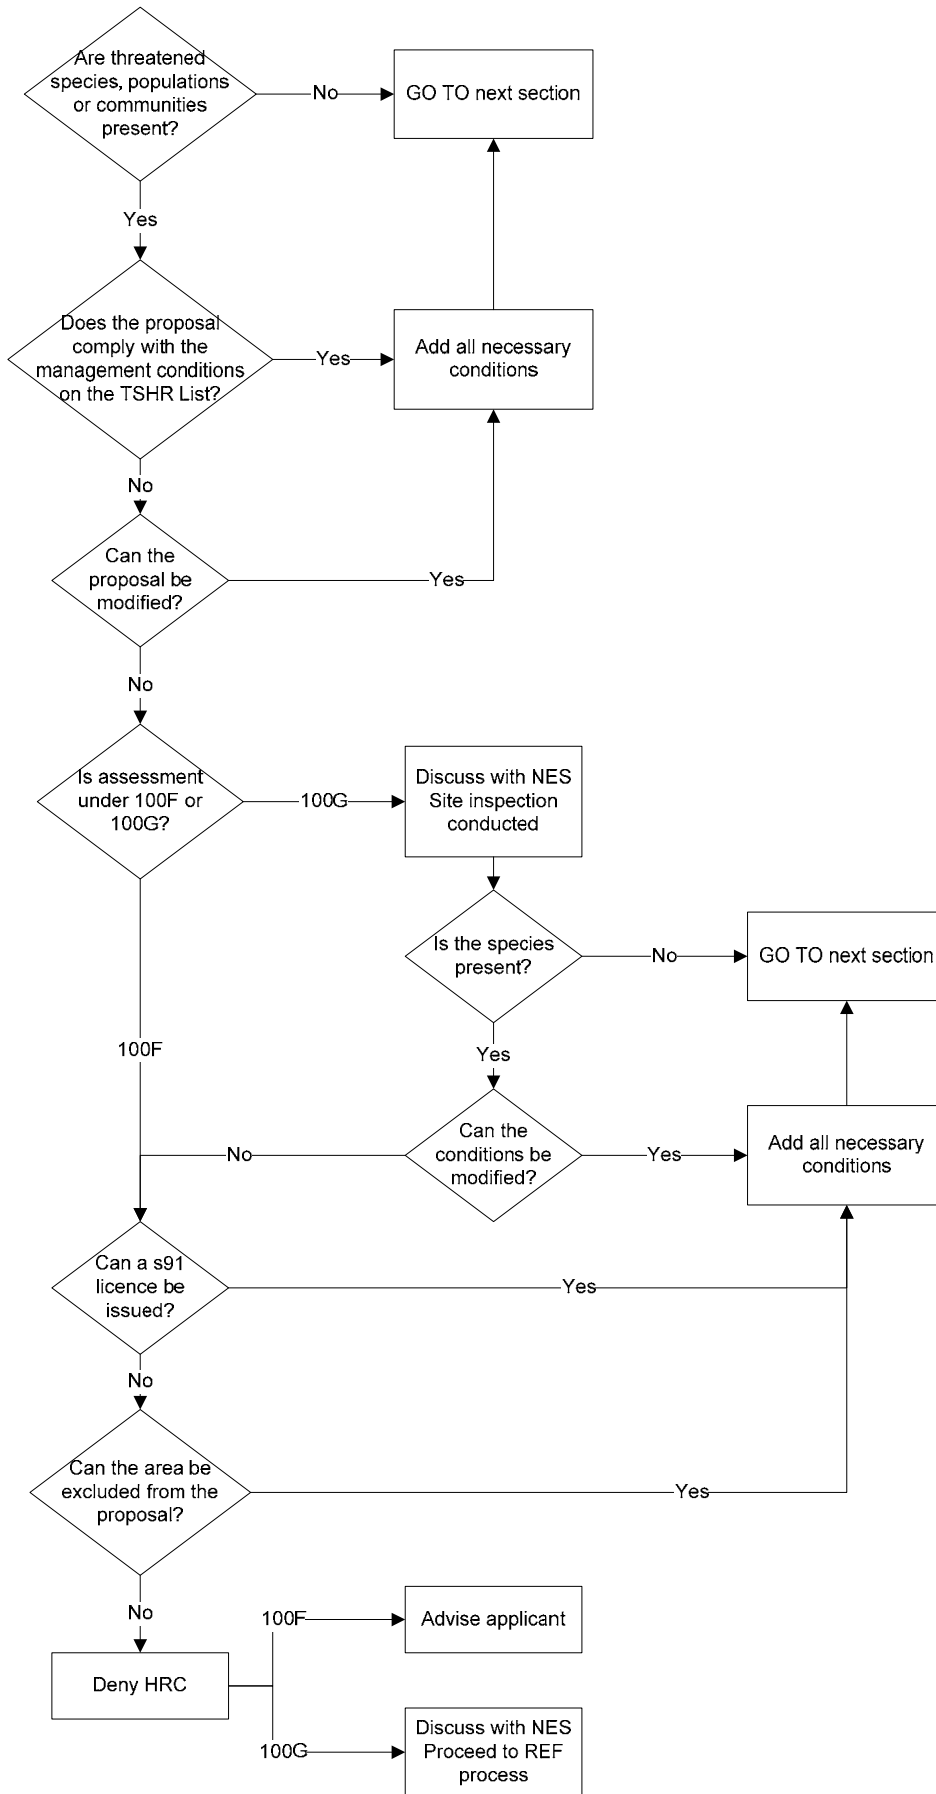 Are threatened
species, populations
or communities
present?
No
GO TO next section
Yes
Does the proposal
comply with the
management conditions
on the TSHR List?
Yes
Add all necessary
conditions
No
Can the
proposal be
modified?
Yes
No
Is assessment
under 100F or
100G?
100G
Discuss with NES
Site inspection
conducted
Is the species
present?
No
GO TO next section
100F
Yes
Can the
conditions be
modified?
No
Yes
Add all necessary
conditions
Can a s91
licence be
issued?
Yes
No
Can the area be
excluded from the
proposal?
Yes
No
100F
Advise applicant
Deny HRC
100G
Discuss with NES
Proceed to REF
process